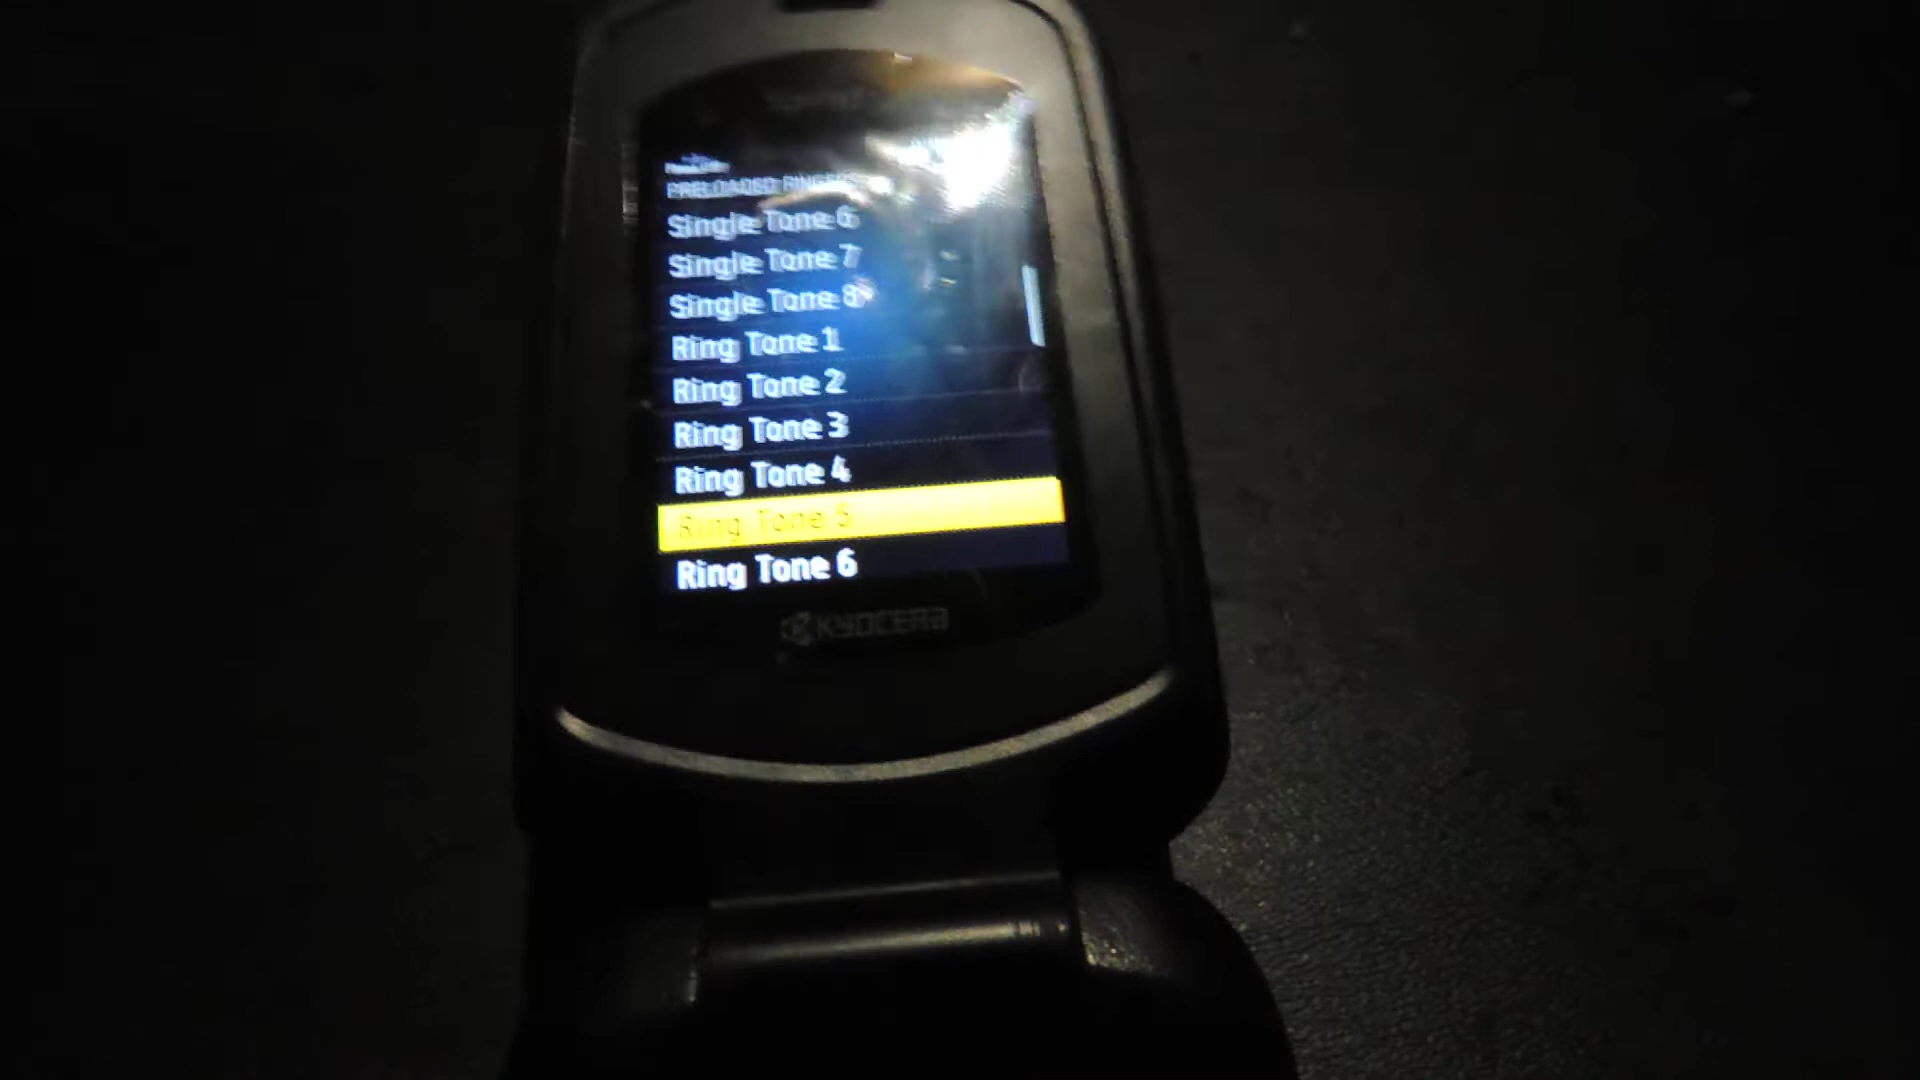 PRELOADED RINGERS
Single Tone 6
Single Tone 7
Single Tone 8
Ring Tone 1
Ring Tone 2
Ring Tone 3
Ring Tone 4
Ring Tone 5
Ring Tone 6
KYOCERA